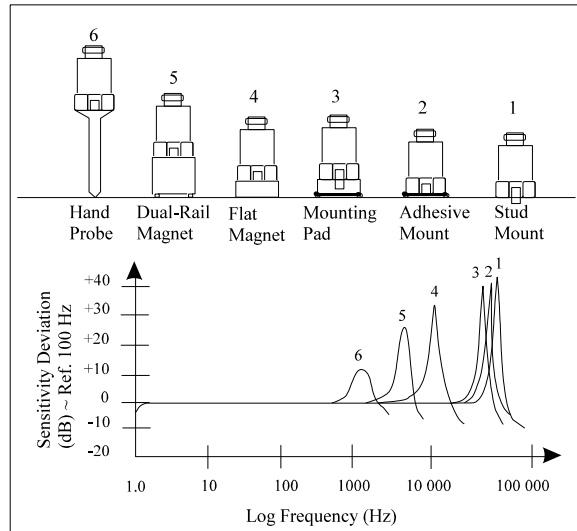 6
5
4
3
2
1
Hand Probe
Dual-Rail Magnet
Flat Magnet
Mounting Pad
Adhesive Mount
Stud Mount
Sensitivity Deviation
(dB) ~ Ref. 100 Hz
+40
+30
+20
+10
0
-10
-20
6
5
4
3
2
1
1.0
10
100
1000
10 000
100 000
Log Frequency (Hz)